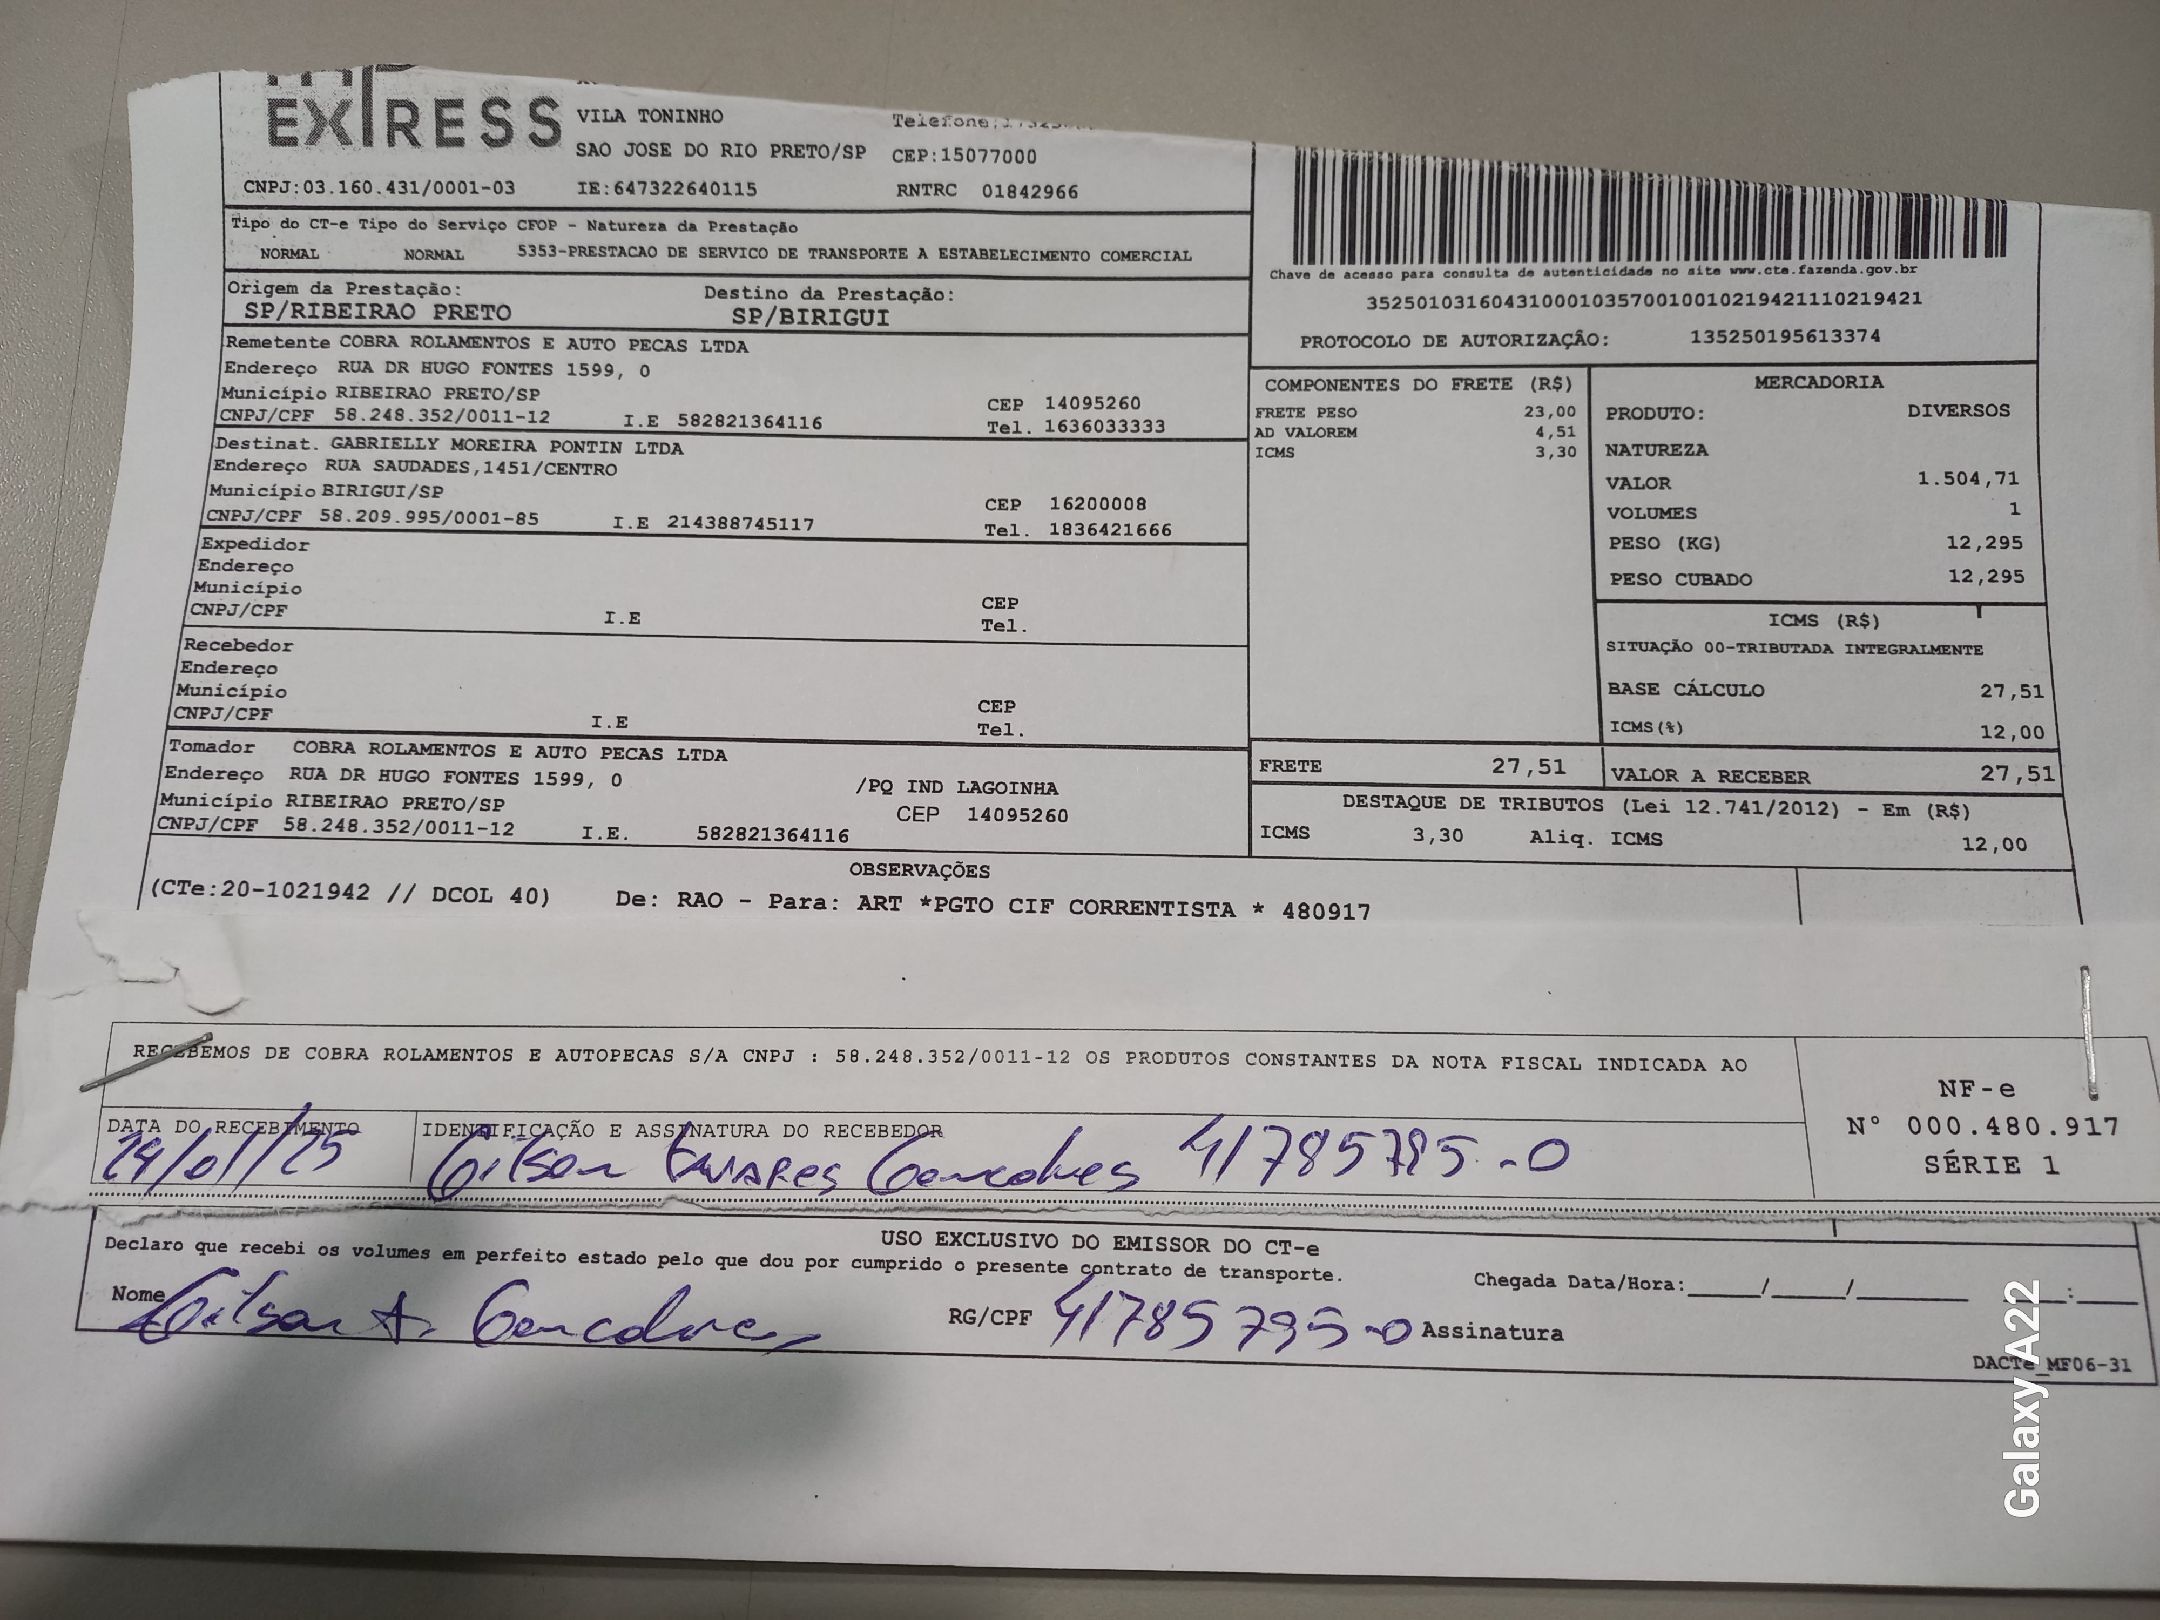 EXPRESS
VILA TONINHO
Telefone:
SAO JOSE DO RIO PRETO/SP CEP:15077000
CNPJ:03.160.431/0001-03 IE:647322640115 RNTRC 01842966
Tipo do CT-e Tipo do Serviço CFOP - Natureza da Prestação
NORMAL NORMAL 5353-PRESTACAO DE SERVICO DE TRANSPORTE A ESTABELECIMENTO COMERCIAL
Origem da Prestação: Destino da Prestação:
SP/RIBEIRAO PRETO SP/BIRIGUI
Chave de acesso para consulta de autenticidade no site www.cte.fazenda.gov.br
35250103160431000103570010010219421110219421
PROTOCOLO DE AUTORIZAÇÃO: 135250195613374
Remetente COBRA ROLAMENTOS E AUTO PECAS LTDA
Endereço RUA DR HUGO FONTES 1599, 0
Município RIBEIRAO PRETO/SP CEP 14095260
CNPJ/CPF 58.248.352/0011-12 I.E 582821364116 Tel. 1636033333
Destinat. GABRIELLY MOREIRA PONTIN LTDA
Endereço RUA SAUDADES,1451/CENTRO
Município BIRIGUI/SP CEP 16200008
CNPJ/CPF 58.209.995/0001-85 I.E 214388745117 Tel. 1836421666
Expedidor
Endereço
Município CEP
CNPJ/CPF I.E Tel.
Recebedor
Endereço
Município CEP
CNPJ/CPF I.E Tel.
Tomador COBRA ROLAMENTOS E AUTO PECAS LTDA
Endereço RUA DR HUGO FONTES 1599, 0 /PQ IND LAGOINHA
Município RIBEIRAO PRETO/SP CEP 14095260
CNPJ/CPF 58.248.352/0011-12 I.E. 582821364116
COMPONENTES DO FRETE (R$)
FRETE PESO 23,00
AD VALOREM 4,51
ICMS 3,30
MERCADORIA
PRODUTO: DIVERSOS
NATUREZA
VALOR 1.504,71
VOLUMES 1
PESO (KG) 12,295
PESO CUBADO 12,295
ICMS (R$)
SITUAÇÃO 00-TRIBUTADA INTEGRALMENTE
BASE CÁLCULO 27,51
ICMS(%) 12,00
FRETE 27,51 VALOR A RECEBER 27,51
DESTAQUE DE TRIBUTOS (Lei 12.741/2012) - Em (R$)
ICMS 3,30 Aliq. ICMS 12,00
OBSERVAÇÕES
(CTe:20-1021942 // DCOL 40) De: RAO - Para: ART *PGTO CIF CORRENTISTA * 480917
RECEBEMOS DE COBRA ROLAMENTOS E AUTOPECAS S/A CNPJ : 58.248.352/0011-12 OS PRODUTOS CONSTANTES DA NOTA FISCAL INDICADA AO
DATA DO RECEBIMENTO IDENTIFICAÇÃO E ASSINATURA DO RECEBEDOR
24/01/25 Gilson tavares Goncalves 41785795-0
NF-e
N° 000.480.917
SÉRIE 1
USO EXCLUSIVO DO EMISSOR DO CT-e
Declaro que recebi os volumes em perfeito estado pelo que dou por cumprido o presente contrato de transporte.
Chegada Data/Hora:_____/_____/________ ____:____
Nome Gilson t. Goncalves RG/CPF 41785795-0 Assinatura
DACTe_MF06-31
Galaxy A22